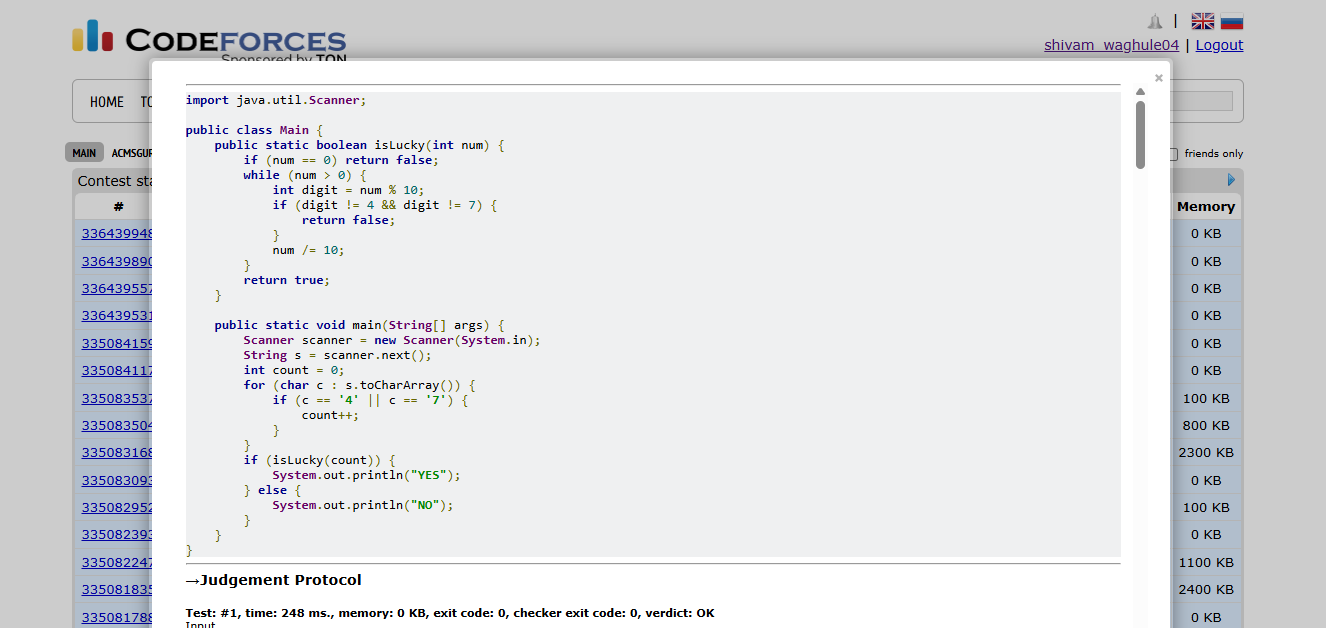 CODEFORCES
Sponsored by TON
|
shivam_waghule04 | Logout
×
HOME TO
MAIN ACMSGUR
friends only
Contest sta
# Memory
import java.util.Scanner;
public class Main {
public static boolean isLucky(int num) {
if (num == 0) return false;
while (num > 0) {
int digit = num % 10;
if (digit != 4 && digit != 7) {
return false;
}
num /= 10;
}
return true;
}
public static void main(String[] args) {
Scanner scanner = new Scanner(System.in);
String s = scanner.next();
int count = 0;
for (char c : s.toCharArray()) {
if (c == '4' || c == '7') {
count++;
}
}
if (isLucky(count)) {
System.out.println("YES");
} else {
System.out.println("NO");
}
}
}
→Judgement Protocol
Test: #1, time: 248 ms., memory: 0 KB, exit code: 0, checker exit code: 0, verdict: OK
Input
336439948 0 KB
336439890 0 KB
336439557 0 KB
336439531 0 KB
335084159 0 KB
335084117 0 KB
335083537 100 KB
335083504 800 KB
335083168 2300 KB
335083093 0 KB
335082952 100 KB
335082393 0 KB
335082247 1100 KB
335081835 2400 KB
335081788 0 KB